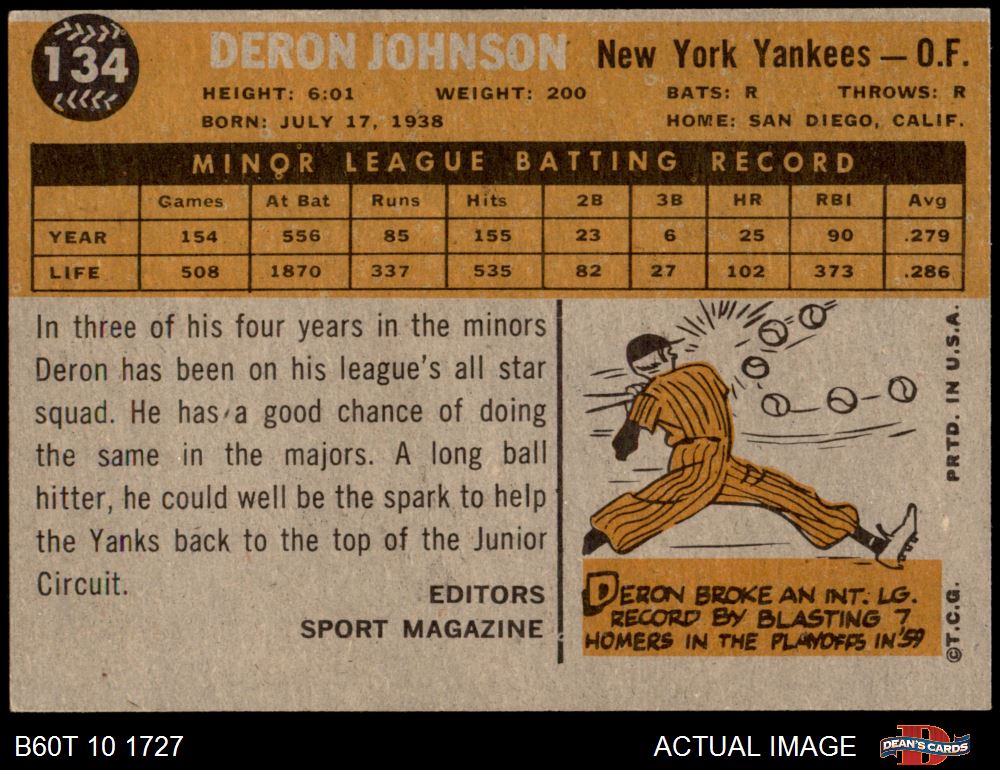 134
DERON JOHNSON New York Yankees — O.F.
HEIGHT: 6:01 WEIGHT: 200 BATS: R THROWS: R
BORN: JULY 17, 1938 HOME: SAN DIEGO, CALIF.
MINOR LEAGUE BATTING RECORD
Games At Bat Runs Hits 2B 3B HR RBI Avg
YEAR 154 556 85 155 23 6 25 90 .279
LIFE 508 1870 337 535 82 27 102 373 .286
In three of his four years in the minors
Deron has been on his league's all star
squad. He has a good chance of doing
the same in the majors. A long ball
hitter, he could well be the spark to help
the Yanks back to the top of the Junior
Circuit.
EDITORS
SPORT MAGAZINE
DERON BROKE AN INT. LG.
RECORD BY BLASTING 7
HOMERS IN THE PLAYOFFS IN '59
©T.C.G. PRTD. IN U.S.A.
B60T 10 1727 ACTUAL IMAGE D DEAN'S CARDS